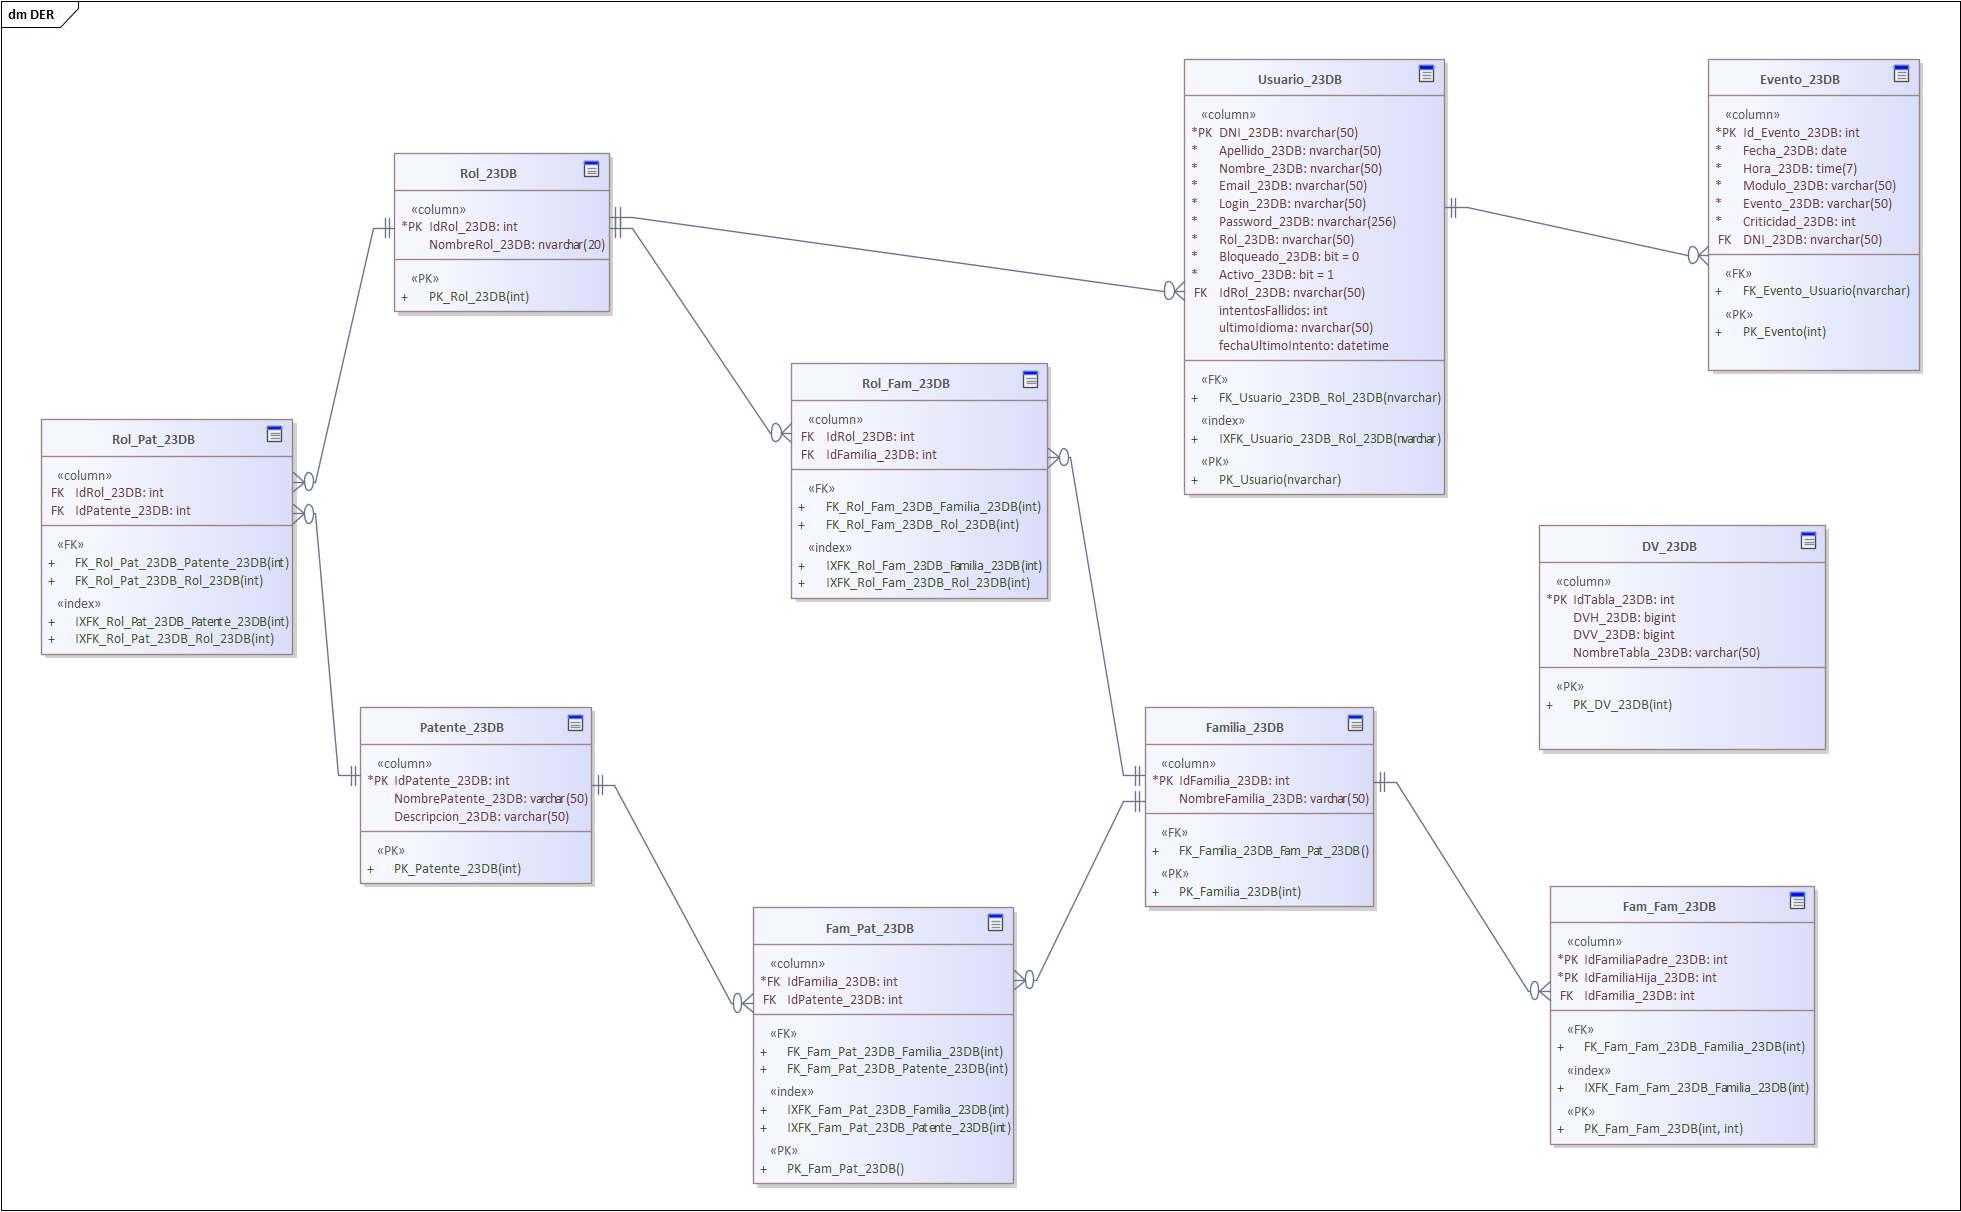 dm DER
Usuario_23DB
«column»
*PK DNI_23DB: nvarchar(50)
* Apellido_23DB: nvarchar(50)
* Nombre_23DB: nvarchar(50)
* Email_23DB: nvarchar(50)
* Login_23DB: nvarchar(50)
* Password_23DB: nvarchar(256)
* Rol_23DB: nvarchar(50)
* Bloqueado_23DB: bit = 0
* Activo_23DB: bit = 1
FK IdRol_23DB: nvarchar(50)
intentosFallidos: int
ultimoIdioma: nvarchar(50)
fechaUltimoIntento: datetime
«FK»
+ FK_Usuario_23DB_Rol_23DB(nvarchar)
«index»
+ IXFK_Usuario_23DB_Rol_23DB(nvarchar)
«PK»
+ PK_Usuario(nvarchar)
Evento_23DB
«column»
*PK Id_Evento_23DB: int
* Fecha_23DB: date
* Hora_23DB: time(7)
* Modulo_23DB: varchar(50)
* Evento_23DB: varchar(50)
* Criticidad_23DB: int
FK DNI_23DB: nvarchar(50)
«FK»
+ FK_Evento_Usuario(nvarchar)
«PK»
+ PK_Evento(int)
Rol_23DB
«column»
*PK IdRol_23DB: int
NombreRol_23DB: nvarchar(20)
«PK»
+ PK_Rol_23DB(int)
Rol_Fam_23DB
«column»
FK IdRol_23DB: int
FK IdFamilia_23DB: int
«FK»
+ FK_Rol_Fam_23DB_Familia_23DB(int)
+ FK_Rol_Fam_23DB_Rol_23DB(int)
«index»
+ IXFK_Rol_Fam_23DB_Familia_23DB(int)
+ IXFK_Rol_Fam_23DB_Rol_23DB(int)
Rol_Pat_23DB
«column»
FK IdRol_23DB: int
FK IdPatente_23DB: int
«FK»
+ FK_Rol_Pat_23DB_Patente_23DB(int)
+ FK_Rol_Pat_23DB_Rol_23DB(int)
«index»
+ IXFK_Rol_Pat_23DB_Patente_23DB(int)
+ IXFK_Rol_Pat_23DB_Rol_23DB(int)
DV_23DB
«column»
*PK IdTabla_23DB: int
DVH_23DB: bigint
DVV_23DB: bigint
NombreTabla_23DB: varchar(50)
«PK»
+ PK_DV_23DB(int)
Patente_23DB
«column»
*PK IdPatente_23DB: int
NombrePatente_23DB: varchar(50)
Descripcion_23DB: varchar(50)
«PK»
+ PK_Patente_23DB(int)
Familia_23DB
«column»
*PK IdFamilia_23DB: int
NombreFamilia_23DB: varchar(50)
«FK»
+ FK_Familia_23DB_Fam_Pat_23DB()
«PK»
+ PK_Familia_23DB(int)
Fam_Pat_23DB
«column»
*FK IdFamilia_23DB: int
FK IdPatente_23DB: int
«FK»
+ FK_Fam_Pat_23DB_Familia_23DB(int)
+ FK_Fam_Pat_23DB_Patente_23DB(int)
«index»
+ IXFK_Fam_Pat_23DB_Familia_23DB(int)
+ IXFK_Fam_Pat_23DB_Patente_23DB(int)
«PK»
+ PK_Fam_Pat_23DB()
Fam_Fam_23DB
«column»
*PK IdFamiliaPadre_23DB: int
*PK IdFamiliaHija_23DB: int
FK IdFamilia_23DB: int
«FK»
+ FK_Fam_Fam_23DB_Familia_23DB(int)
«index»
+ IXFK_Fam_Fam_23DB_Familia_23DB(int)
«PK»
+ PK_Fam_Fam_23DB(int, int)